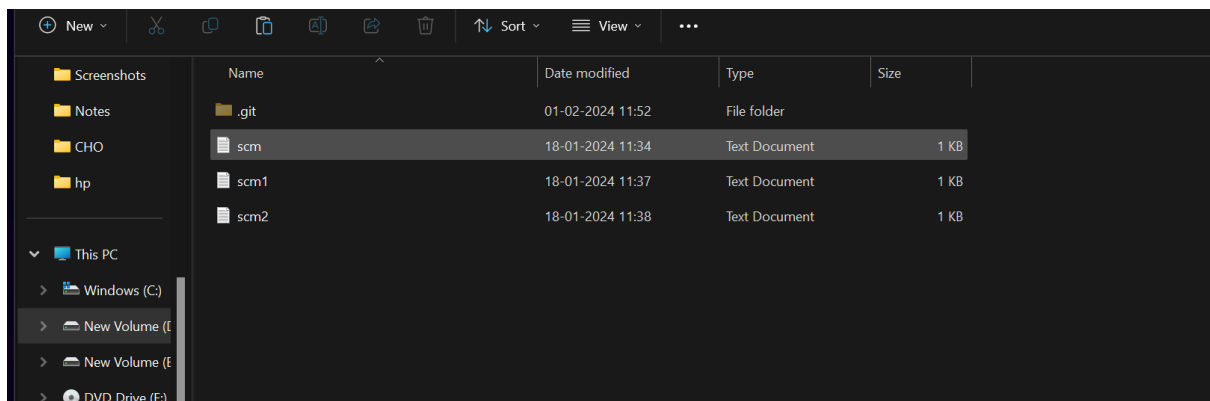 New Sort View
Name Date modified Type Size
Screenshots
Notes
CHO
hp
This PC
Windows (C:)
New Volume (D
New Volume (E
DVD Drive (F:)
.git 01-02-2024 11:52 File folder
scm 18-01-2024 11:34 Text Document 1 KB
scm1 18-01-2024 11:37 Text Document 1 KB
scm2 18-01-2024 11:38 Text Document 1 KB